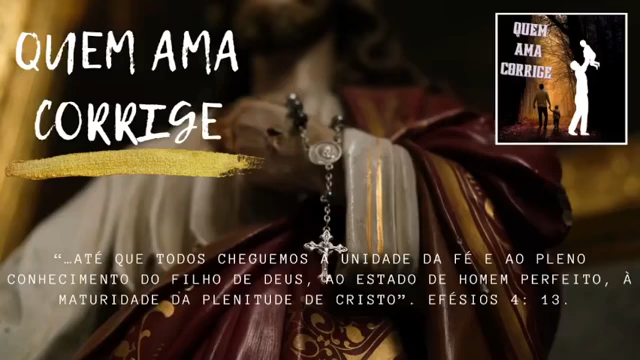 QUEM AMA
CORRIGE
QUEM
AMA
CORRIGE
“…ATÉ QUE TODOS CHEGUEMOS À UNIDADE DA FÉ E AO PLENO
CONHECIMENTO DO FILHO DE DEUS, AO ESTADO DE HOMEM PERFEITO, À
MATURIDADE DA PLENITUDE DE CRISTO”. EFÉSIOS 4: 13.